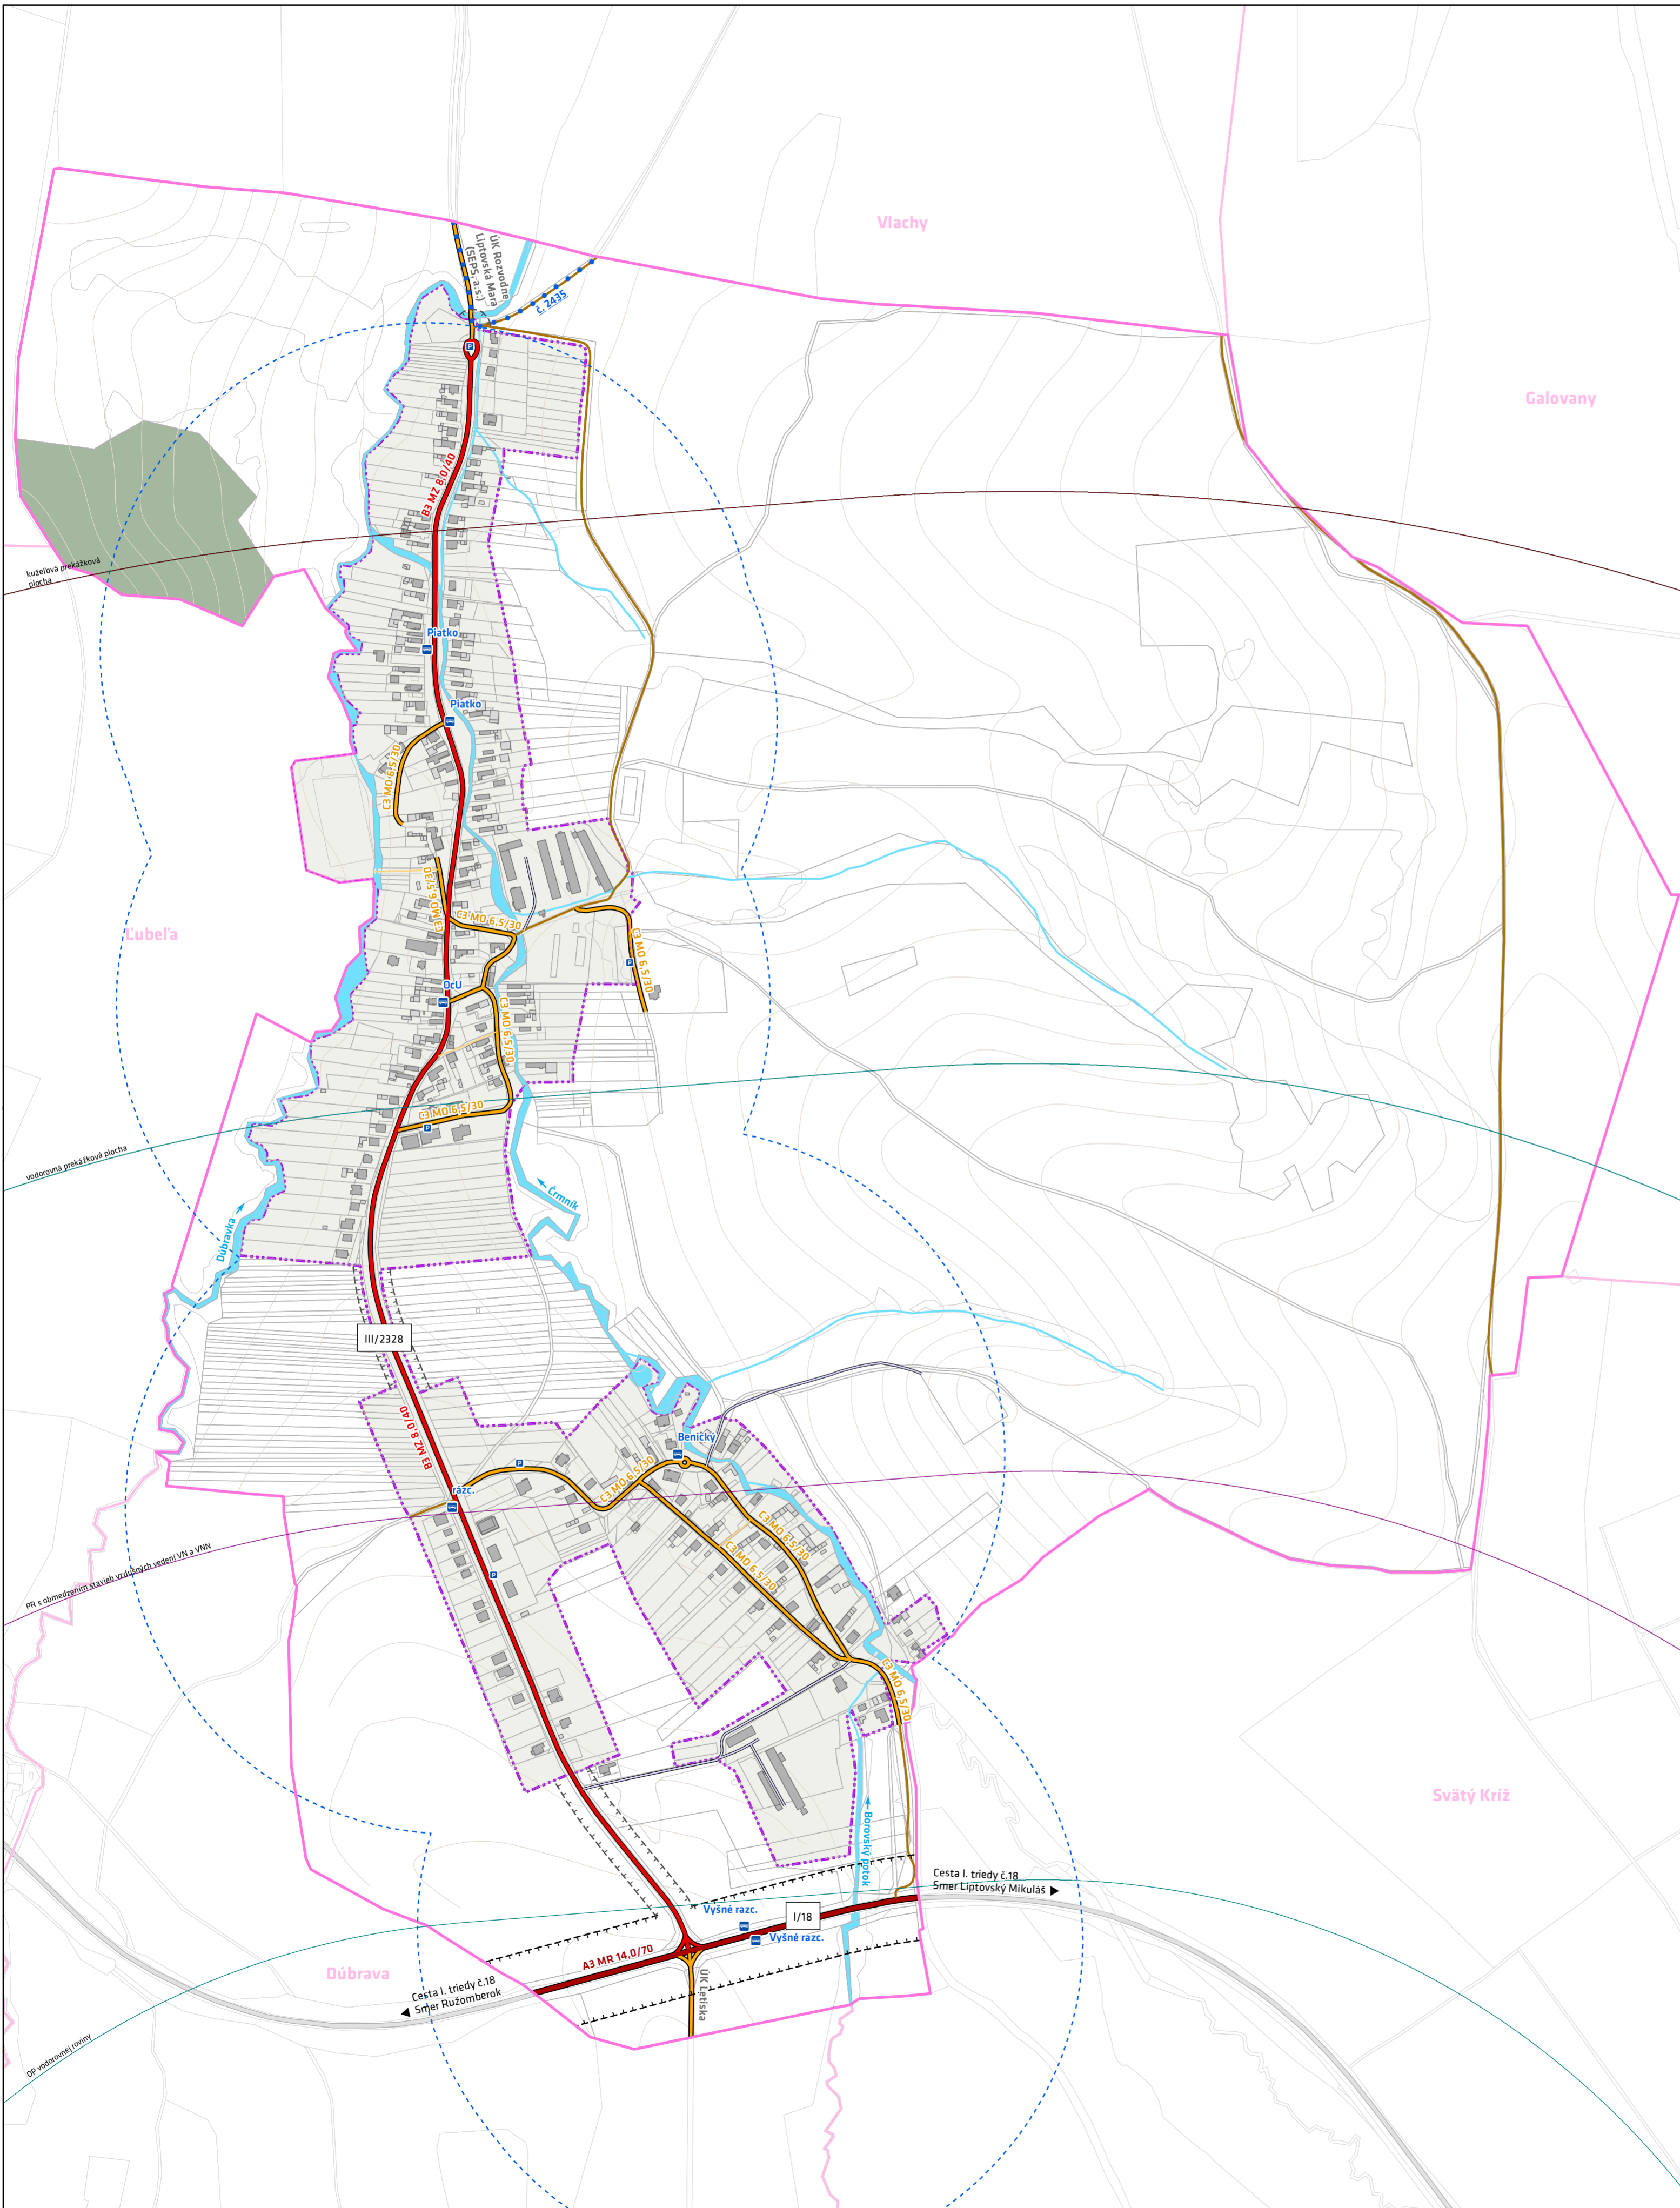 Vlachy
ÚK Rozvodne
Liptovská Mara
(SEPS, a.s.)
č. 2435
P
Galovany
B3 MZ 8,0/40
kužeľová prekážková
plocha
Piatko
Piatko
C3 MO 6,5/30
C3 MO 6,5/30
C3 MO 6,5/30
Ľubeľa
C3 MO 6,5/30
P
OcU
C3 MO 6,5/30
C3 MO 6,5/30
P
vodorovná prekážková plocha
Črmník
Dúbravka
III/2328
B3 MZ 8,0/40
Beničky
P
C3 MO 6,5/30
rázc.
C3 MO 6,5/30
C3 MO 6,5/30
PR s obmedzením stavieb vzdušných vedení VN a VNN
P
C3 MO 6,5/30
Svätý Kríž
Borovský potok
Cesta I. triedy č.18
Smer Liptovský Mikuláš
Vyšné razc.
I/18
Vyšné razc.
A3 MR 14,0/70
Dúbrava
Cesta I. triedy č.18
Smer Ružomberok
ÚK Letiska
OP vodorovnej roviny